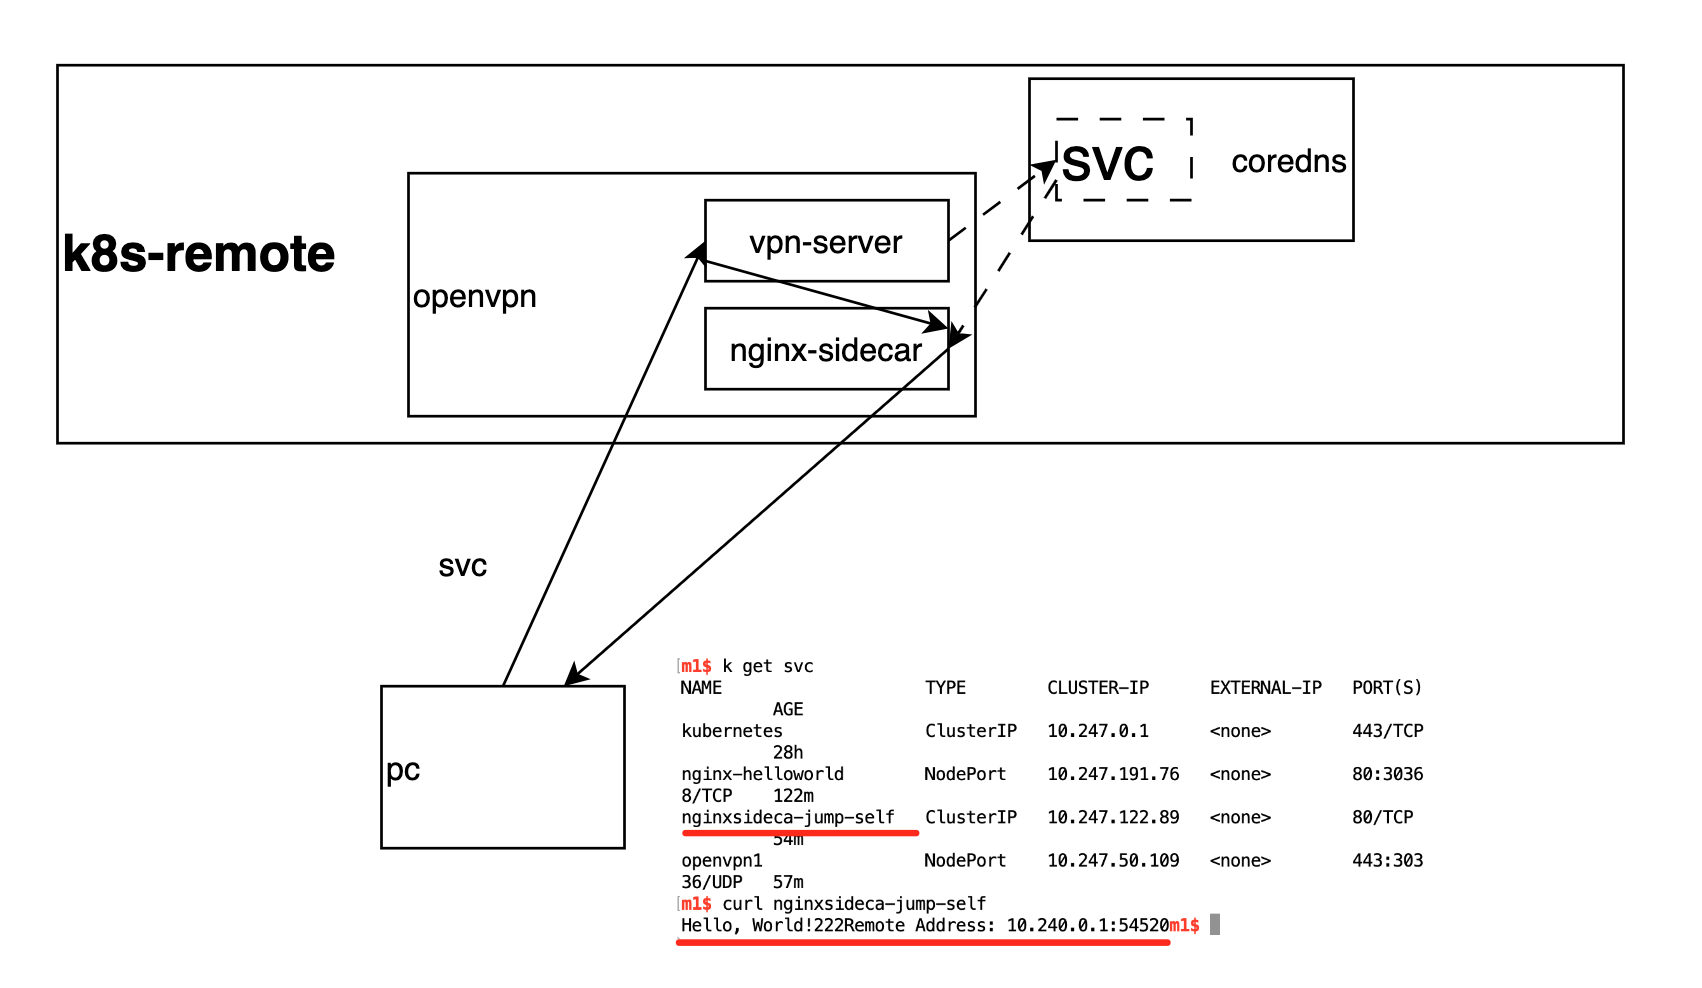 SVC
coredns
vpn-server
k8s-remote
openvpn
nginx-sidecar
svc
pc
[m1$ k get svc
NAME TYPE CLUSTER-IP EXTERNAL-IP PORT(S)
AGE
kubernetes ClusterIP 10.247.0.1 <none> 443/TCP
28h
nginx-helloworld NodePort 10.247.191.76 <none> 80:3036
8/TCP 122m
nginxsideca-jump-self ClusterIP 10.247.122.89 <none> 80/TCP
54m
openvpn1 NodePort 10.247.50.109 <none> 443:303
36/UDP 57m
[m1$ curl nginxsideca-jump-self
Hello, World!222Remote Address: 10.240.0.1:54520m1$